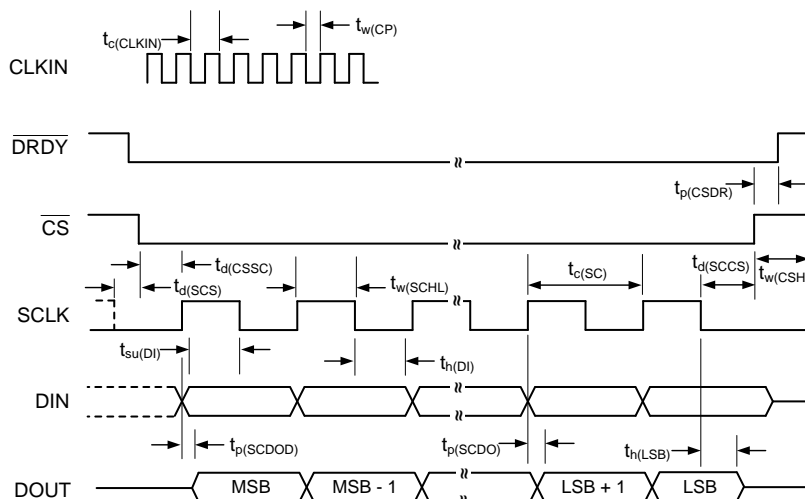 t_c(CLKIN)
t_w(CP)
CLKIN
DRDY
t_p(CSDR)
CS
t_d(CSSC)
t_d(SCS)
t_w(SCHL)
t_c(SC)
t_d(SCCS)
t_w(CSH
SCLK
t_su(DI)
t_h(DI)
DIN
t_p(SCDOD)
t_p(SCDO)
t_h(LSB)
DOUT
MSB
MSB - 1
LSB + 1
LSB